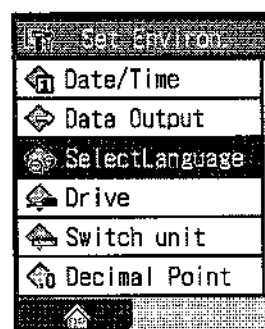 Set Environ.
Date/Time
Data Output
SelectLanguage
Drive
Switch unit
Decimal Point